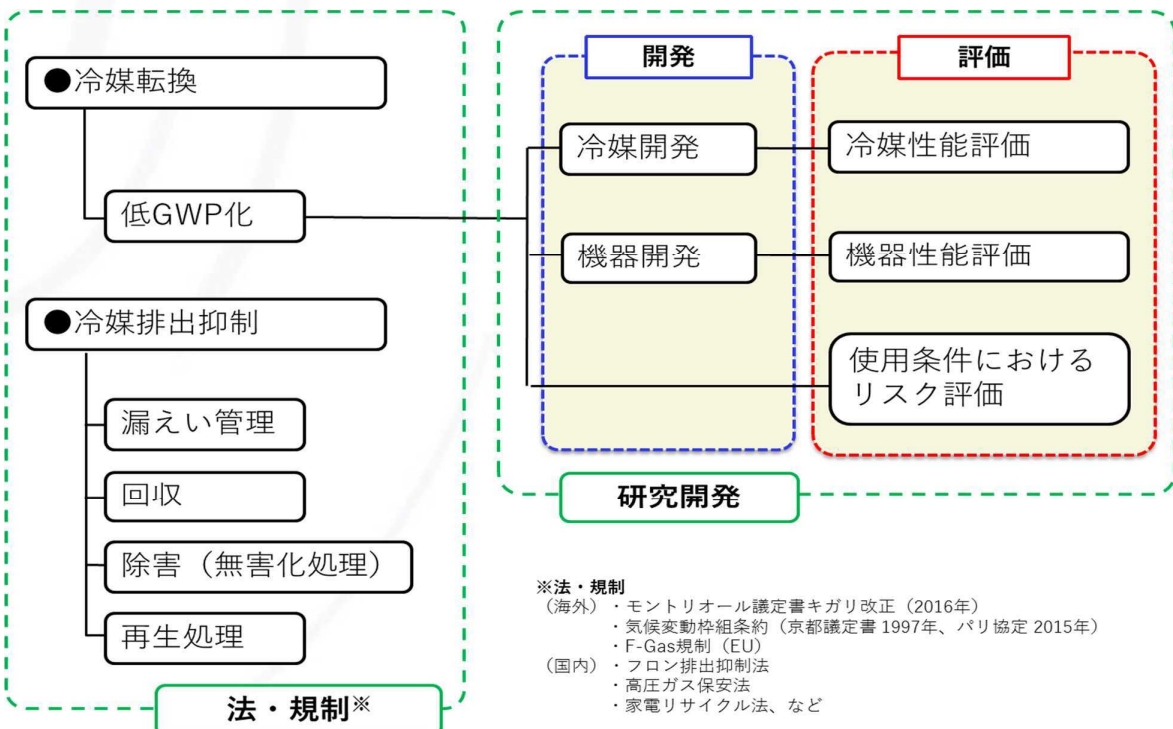 ●冷媒転換
低GWP化
●冷媒排出抑制
漏えい管理
回収
除害（無害化処理）
再生処理
法・規制※
開発
評価
冷媒開発
冷媒性能評価
機器開発
機器性能評価
使用条件における
リスク評価
研究開発
※法・規制
（海外）・モントリオール議定書キガリ改正（2016年）
・気候変動枠組条約（京都議定書 1997年、パリ協定 2015年）
・F-Gas規制（EU）
（国内）・フロン排出抑制法
・高圧ガス保安法
・家電リサイクル法、など